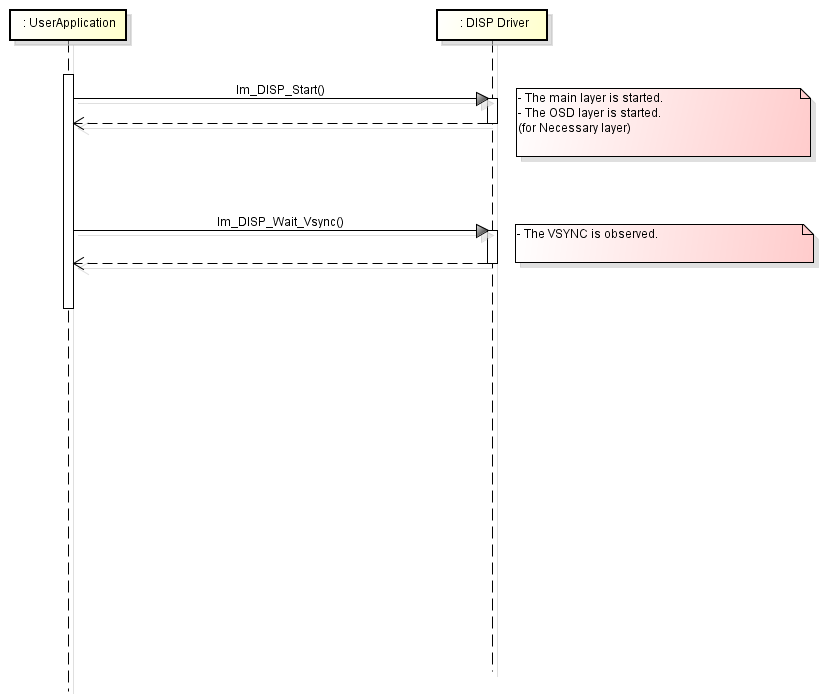 : UserApplication
: DISP Driver
Im_DISP_Start()
- The main layer is started.
- The OSD layer is started.
(for Necessary layer)
Im_DISP_Wait_Vsync()
- The VSYNC is observed.